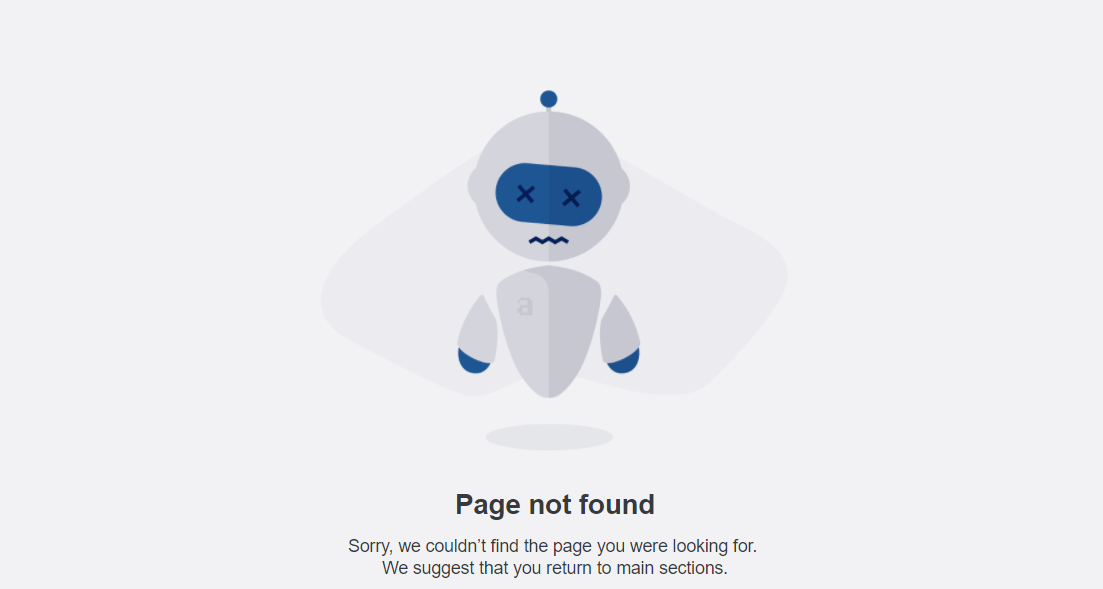 a
Page not found
Sorry, we couldn’t find the page you were looking for.
We suggest that you return to main sections.